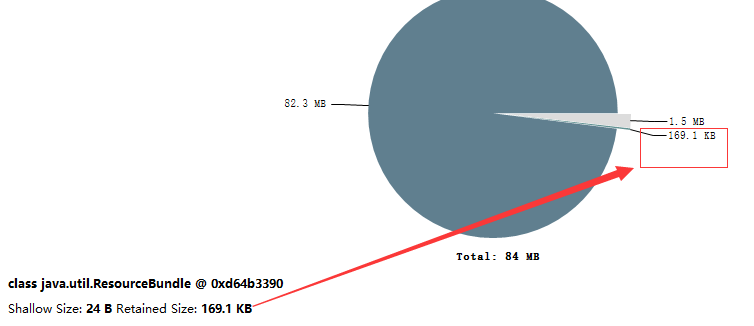 82.3 MB
1.5 MB
169.1 KB
Total: 84 MB
class java.util.ResourceBundle @ 0xd64b3390
Shallow Size: 24 B Retained Size: 169.1 KB